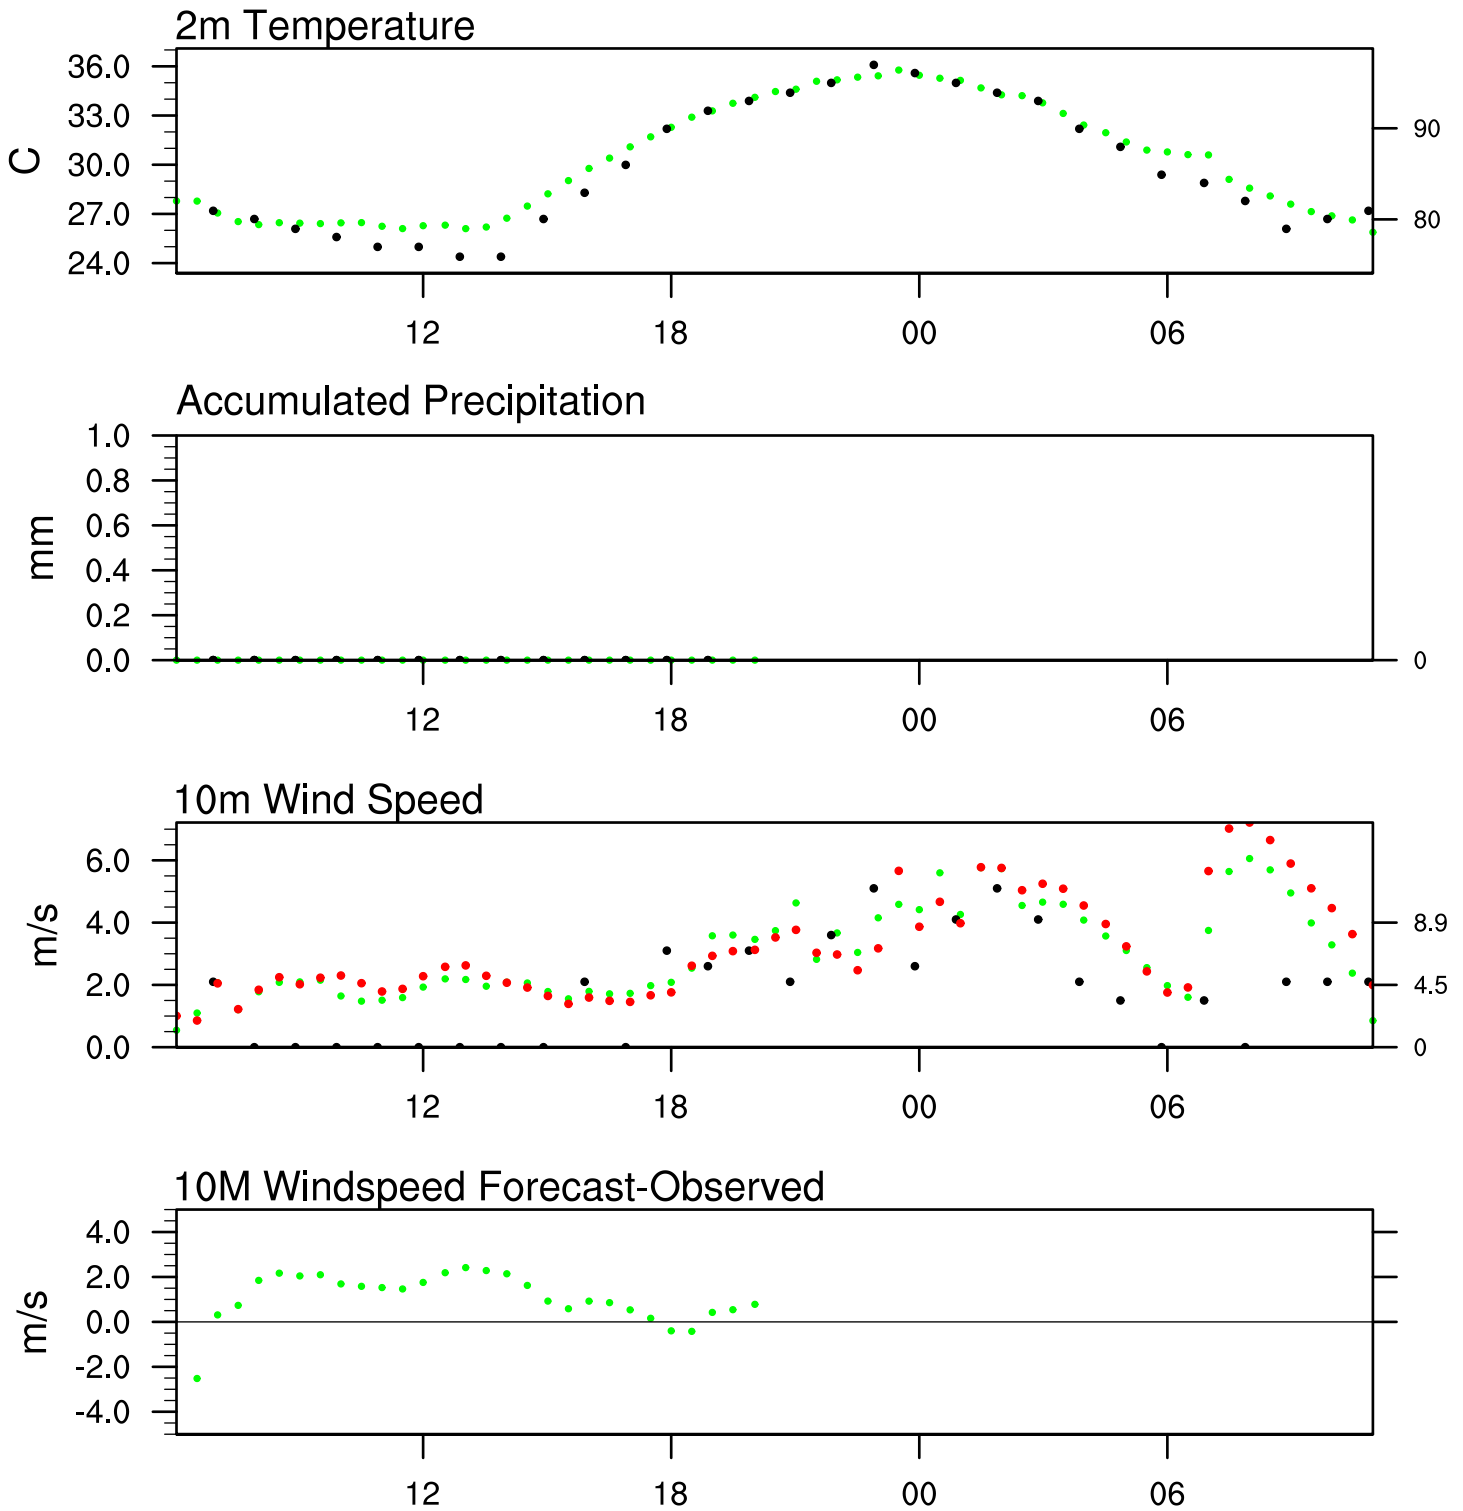 2m Temperature
36.0
33.0
90
C
30.0
27.0
80
24.0
12 18 00 06
Accumulated Precipitation
1.0
0.8
0.6
mm
0.4
0.2
0.0 0
12 18 00 06
10m Wind Speed
6.0
m/s
4.0 8.9
2.0 4.5
0.0 0
12 18 00 06
10M Windspeed Forecast-Observed
4.0
2.0
m/s
0.0
-2.0
-4.0
12 18 00 06